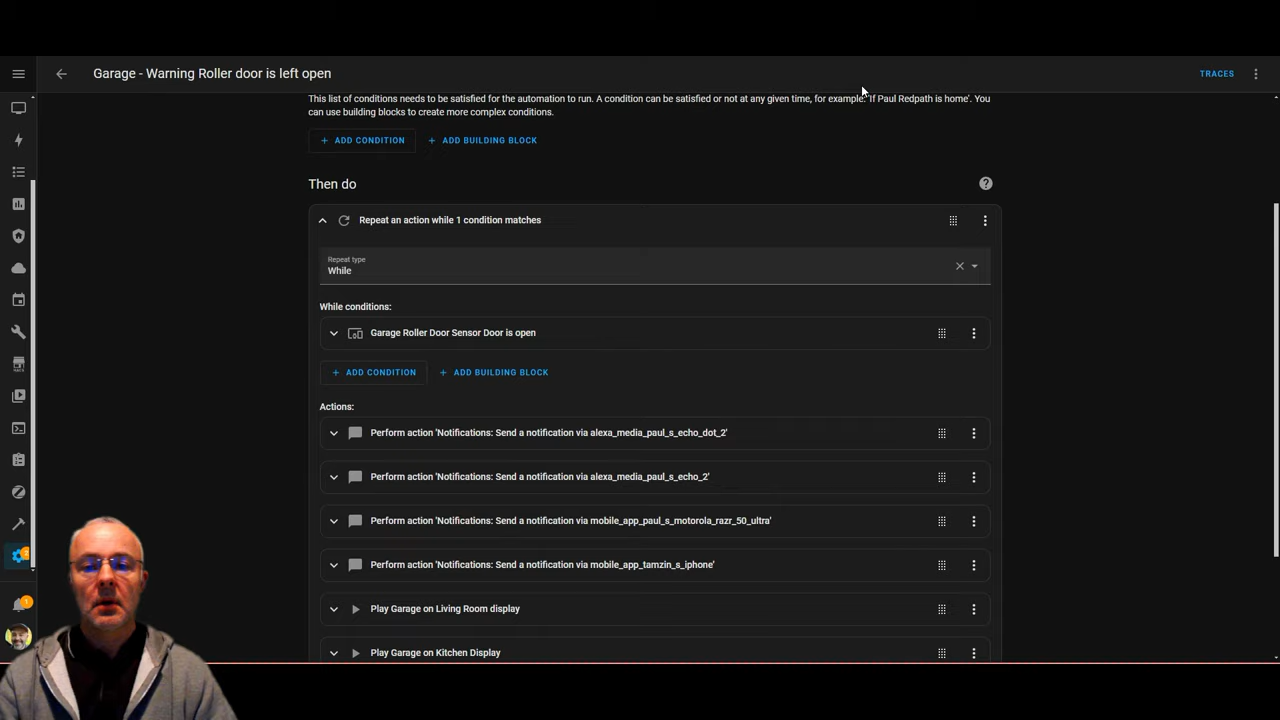 Garage - Warning Roller door is left open
TRACES
This list of conditions needs to be satisfied for the automation to run. A condition can be satisfied or not at any given time, for example: 'If Paul Redpath is home'. You
can use building blocks to create more complex conditions.
+ ADD CONDITION
+ ADD BUILDING BLOCK
Then do
Repeat an action while 1 condition matches
Repeat type
While
While conditions:
Garage Roller Door Sensor Door is open
+ ADD CONDITION
+ ADD BUILDING BLOCK
Actions:
Perform action 'Notifications: Send a notification via alexa_media_paul_s_echo_dot_2'
Perform action 'Notifications: Send a notification via alexa_media_paul_s_echo_2'
Perform action 'Notifications: Send a notification via mobile_app_paul_s_motorola_razr_50_ultra'
Perform action 'Notifications: Send a notification via mobile_app_tamzin_s_iphone'
Play Garage on Living Room display
Play Garage on Kitchen Display
1